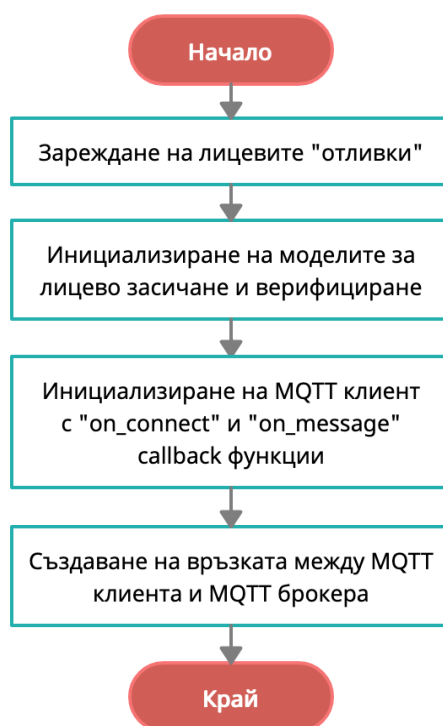 Начало
Зареждане на лицевите "отливки"
Инициализиране на моделите за
лицево засичане и верифициране
Инициализиране на MQTT клиент
с "on_connect" и "on_message"
callback функции
Създаване на връзката между MQTT
клиента и MQTT брокера
Край